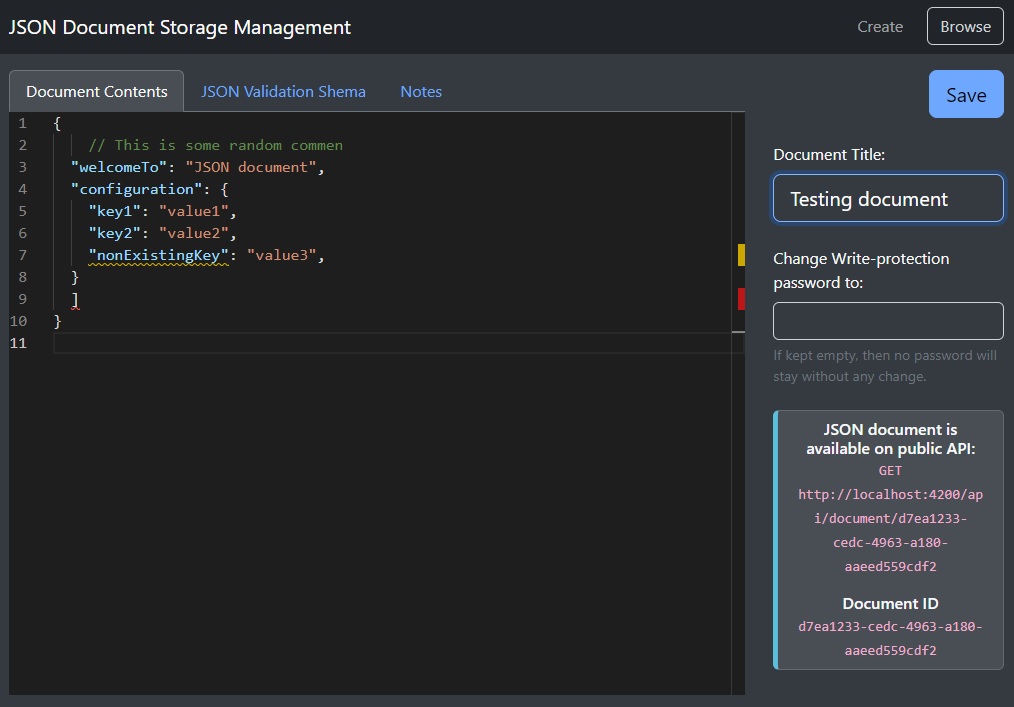 JSON Document Storage Management
Create
Browse
Document Contents
JSON Validation Shema
Notes
Save
1 {
2 // This is some random commen
3 "welcomeTo": "JSON document",
4 "configuration": {
5 "key1": "value1",
6 "key2": "value2",
7 "nonExistingKey": "value3",
8 }
9 ]
10 }
11
Document Title:
Testing document
Change Write-protection
password to:
If kept empty, then no password will
stay without any change.
JSON document is
available on public API:
GET
http://localhost:4200/ap
i/document/d7ea1233-
cedc-4963-a180-
aaeed559cdf2
Document ID
d7ea1233-cedc-4963-a180-
aaeed559cdf2